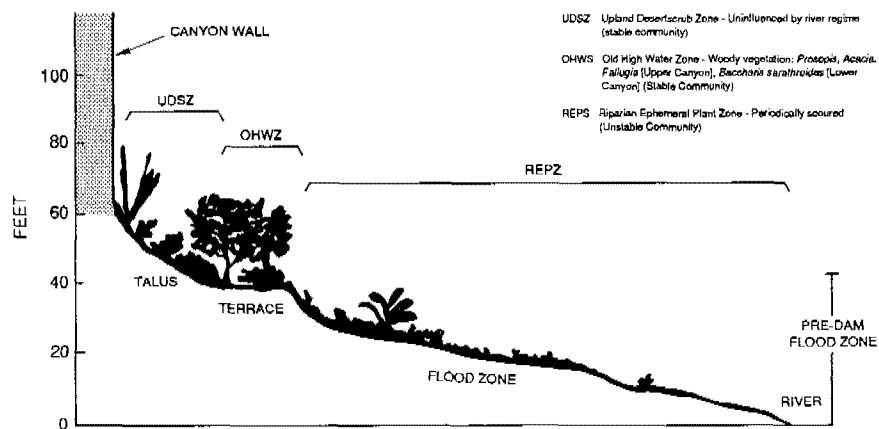 CANYON WALL
UDSZ Upland Desertscrub Zone - Uninfluenced by river regime
(stable community)
OHWS Old High Water Zone - Woody vegetation: Prosopis, Acacia,
Fallugia [Upper Canyon], Baccharis sarathroides [Lower
Canyon] (Stable Community)
REPS Riparian Ephemeral Plant Zone - Periodically scoured
(Unstable Community)
100
UDSZ
OHWZ
80
REPZ
60
FEET
TALUS
40
TERRACE
PRE-DAM
FLOOD ZONE
20
FLOOD ZONE
RIVER
0